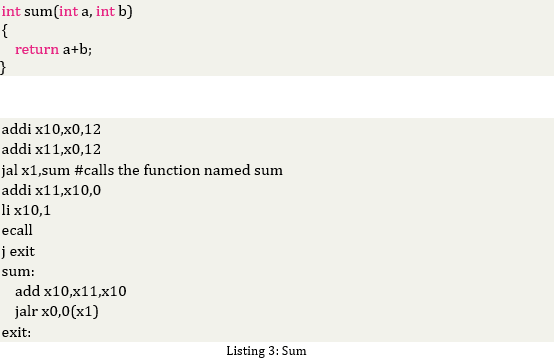 int sum(int a, int b)
{
    return a+b;
}
addi x10,x0,12
addi x11,x0,12
jal x1,sum #calls the function named sum
addi x11,x10,0
li x10,1
ecall
j exit
sum:
    add x10,x11,x10
    jalr x0,0(x1)
exit:
Listing 3: Sum